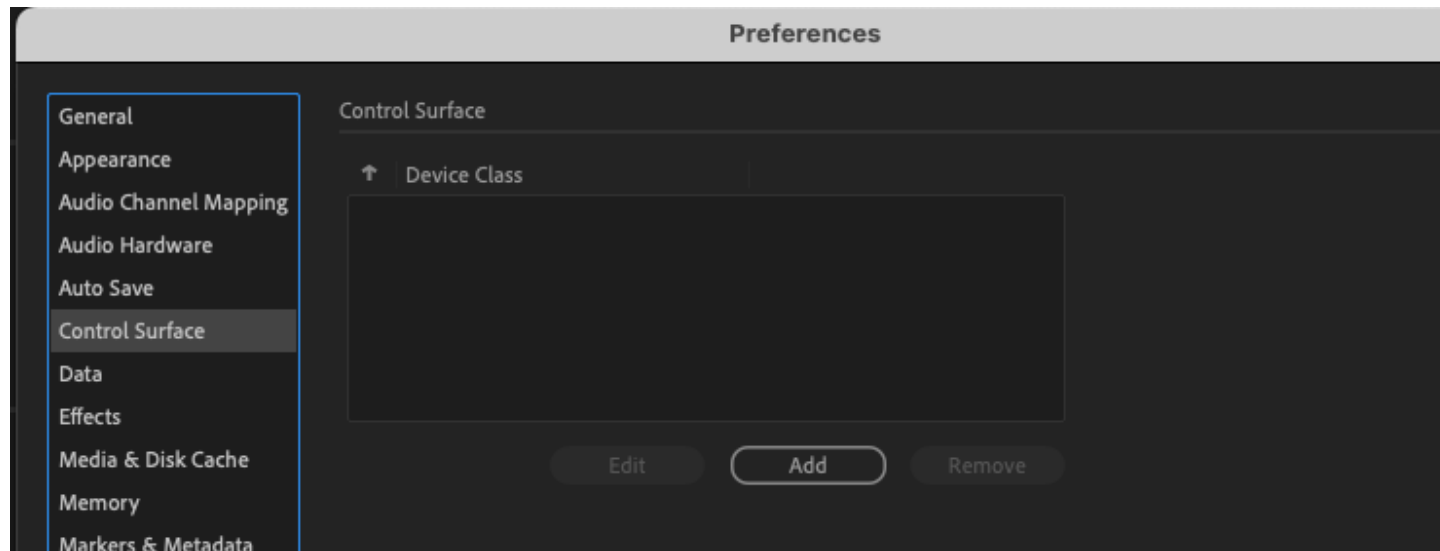 Preferences
General
Appearance
Audio Channel Mapping
Audio Hardware
Auto Save
Control Surface
Data
Effects
Media & Disk Cache
Memory
Markers & Metadata
Control Surface
Device Class
Edit
Add
Remove